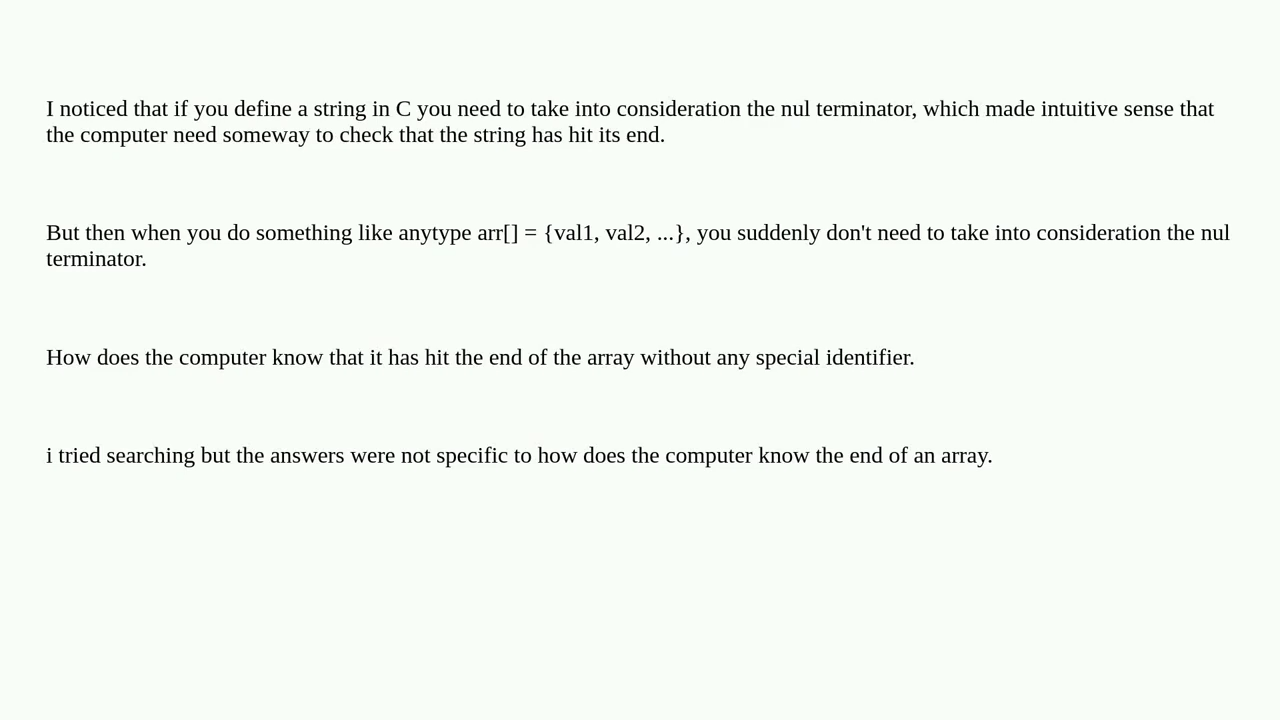 I noticed that if you define a string in C you need to take into consideration the nul terminator, which made intuitive sense that
the computer need someway to check that the string has hit its end.
But then when you do something like anytype arr[] = {val1, val2, ...}, you suddenly don't need to take into consideration the nul
terminator.
How does the computer know that it has hit the end of the array without any special identifier.
i tried searching but the answers were not specific to how does the computer know the end of an array.